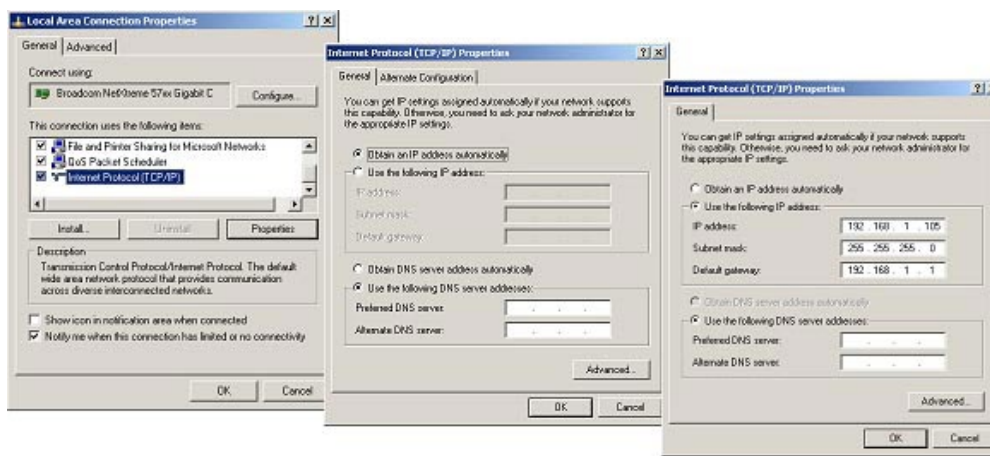 Local Area Connection Properties
General Advanced
Connect using:
Broadcom NetXtreme 57xx Gigabit C
Configure...
This connection uses the following items:
File and Printer Sharing for Microsoft Networks
QoS Packet Scheduler
Internet Protocol (TCP/IP)
Install...
Uninstall
Properties
Description
Transmission Control Protocol/Internet Protocol. The default
wide area network protocol that provides communication
across diverse interconnected networks.
Show icon in notification area when connected
Notify me when this connection has limited or no connectivity
OK
Cancel
Internet Protocol (TCP/IP) Properties
General Alternate Configuration
You can get IP settings assigned automatically if your network supports
this capability. Otherwise, you need to ask your network administrator for
the appropriate IP settings.
Obtain an IP address automatically
Use the following IP address:
IP address:
Subnet mask:
Default gateway:
Obtain DNS server address automatically
Use the following DNS server addresses:
Preferred DNS server:
Alternate DNS server:
Advanced...
OK
Cancel
Internet Protocol (TCP/IP) Properties
General
You can get IP settings assigned automatically if your network supports
this capability. Otherwise, you need to ask your network administrator for
the appropriate IP settings.
Obtain an IP address automatically
Use the following IP address:
IP address: 192 . 168 . 1 . 105
Subnet mask: 255 . 255 . 255 . 0
Default gateway: 192 . 168 . 1 . 1
Obtain DNS server address automatically
Use the following DNS server addresses:
Preferred DNS server:
Alternate DNS server:
Advanced...
OK
Cancel